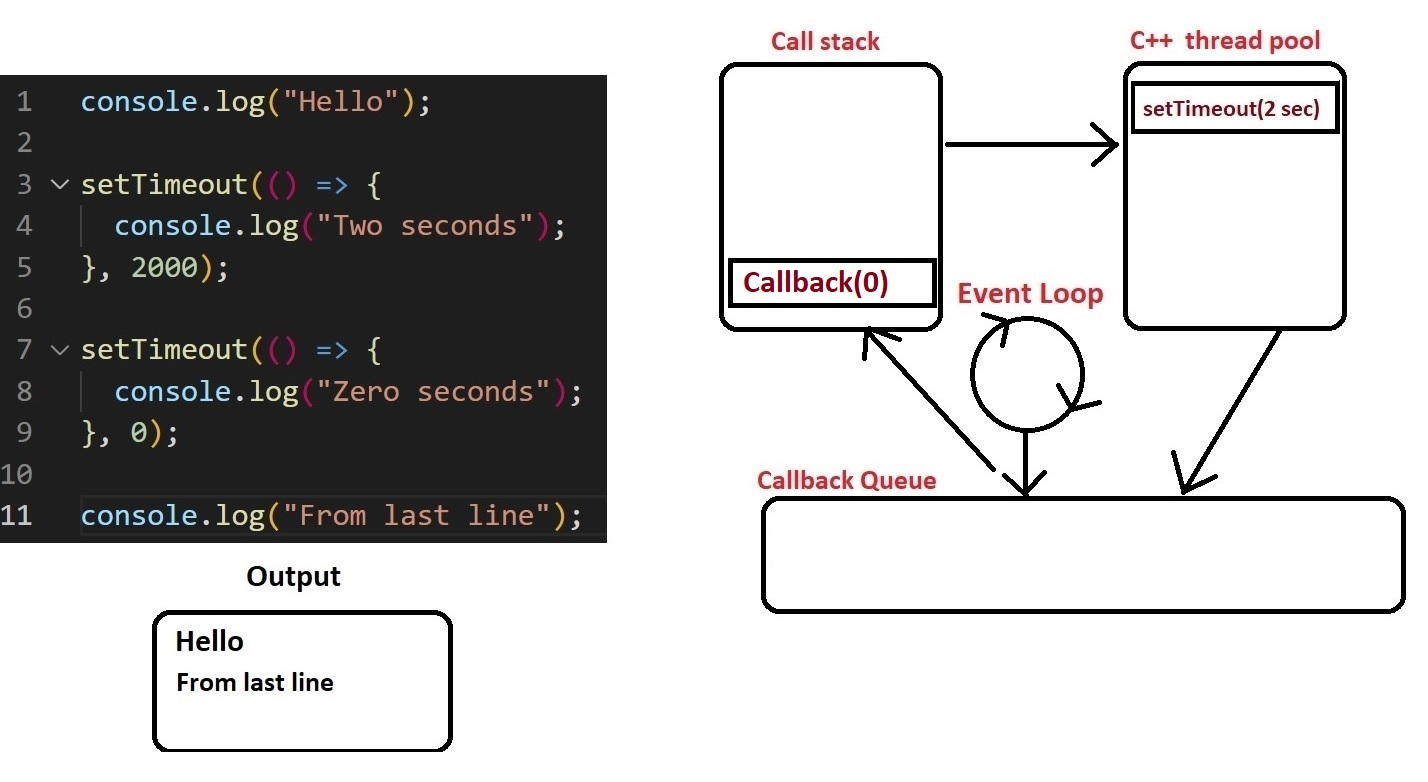 1 console.log("Hello");
2
3 setTimeout(() => {
4 console.log("Two seconds");
5 }, 2000);
6
7 setTimeout(() => {
8 console.log("Zero seconds");
9 }, 0);
10
11 console.log("From last line");
Output
Hello
From last line
Call stack
Callback(0)
C++ thread pool
setTimeout(2 sec)
Event Loop
Callback Queue